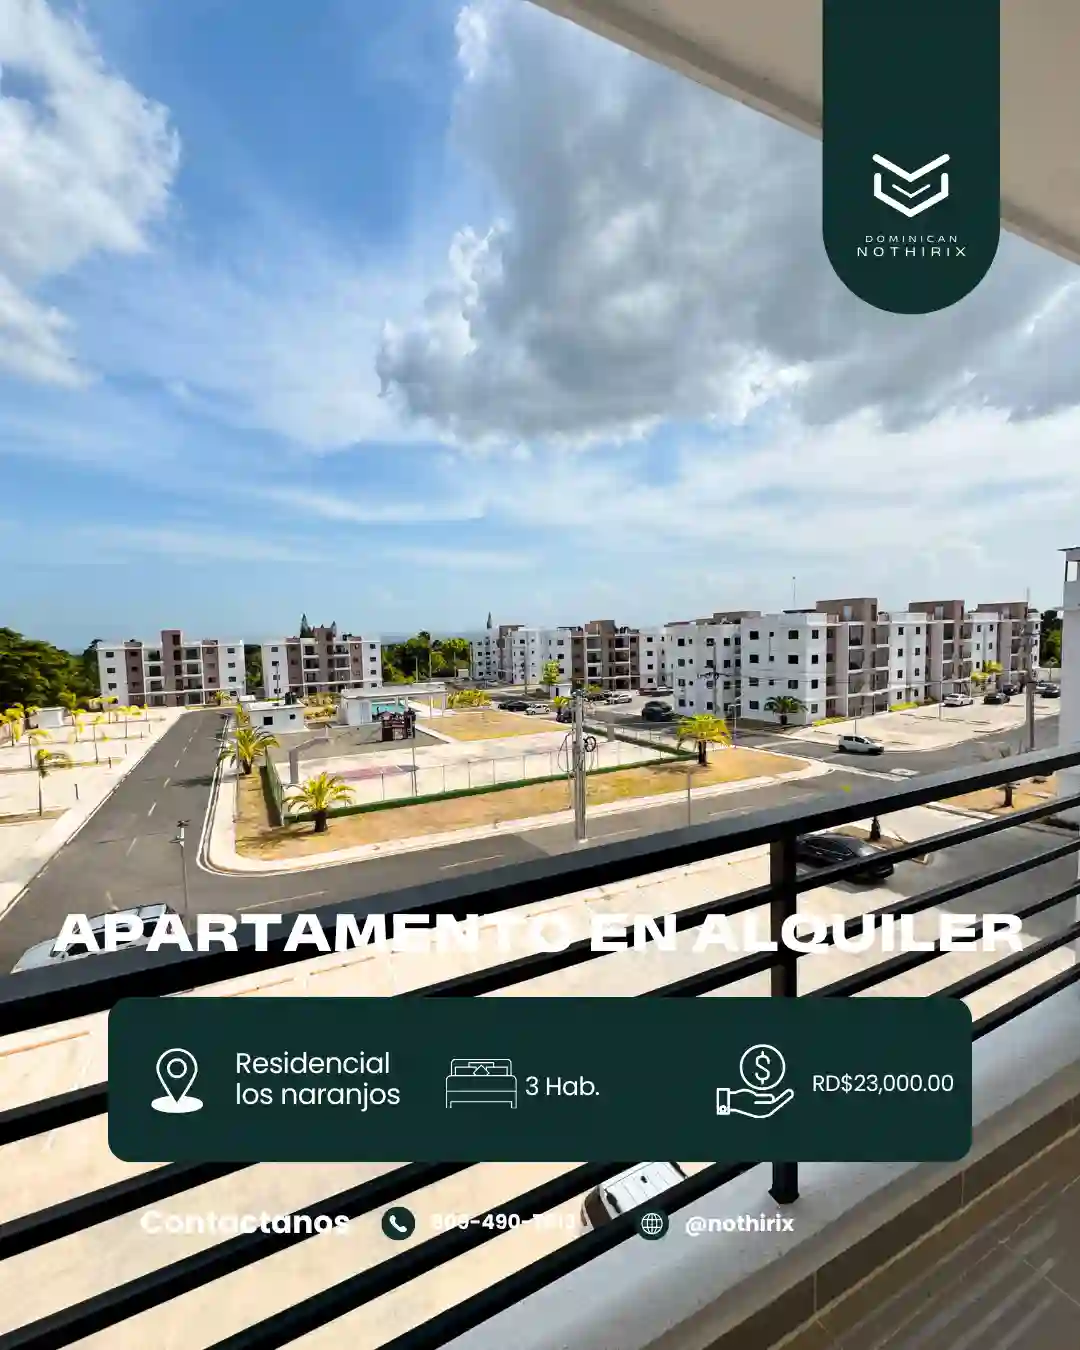 DOMINICAN
NOTHIRIX
APARTAMENTO EN ALQUILER
Residencial
los naranjos
3 Hab.
RD$23,000.00
Contactanos
@nothirix